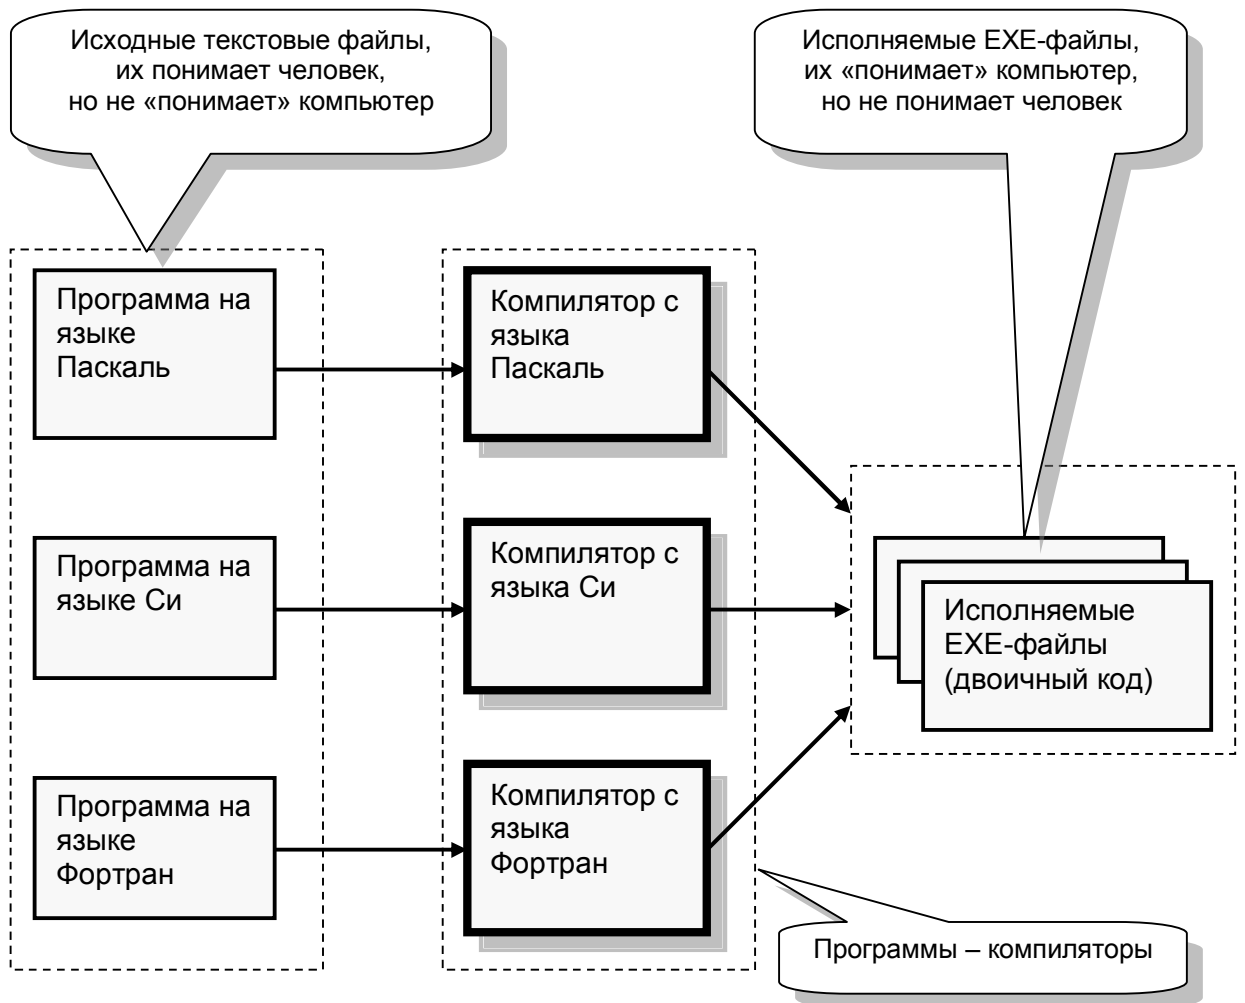 Исходные текстовые файлы,
их понимает человек,
но не «понимает» компьютер
Исполняемые EXE-файлы,
их «понимает» компьютер,
но не понимает человек
Программа на
языке
Паскаль
Компилятор с
языка
Паскаль
Программа на
языке Си
Компилятор с
языка Си
Исполняемые
EXE-файлы
(двоичный код)
Программа на
языке
Фортран
Компилятор с
языка
Фортран
Программы – компиляторы